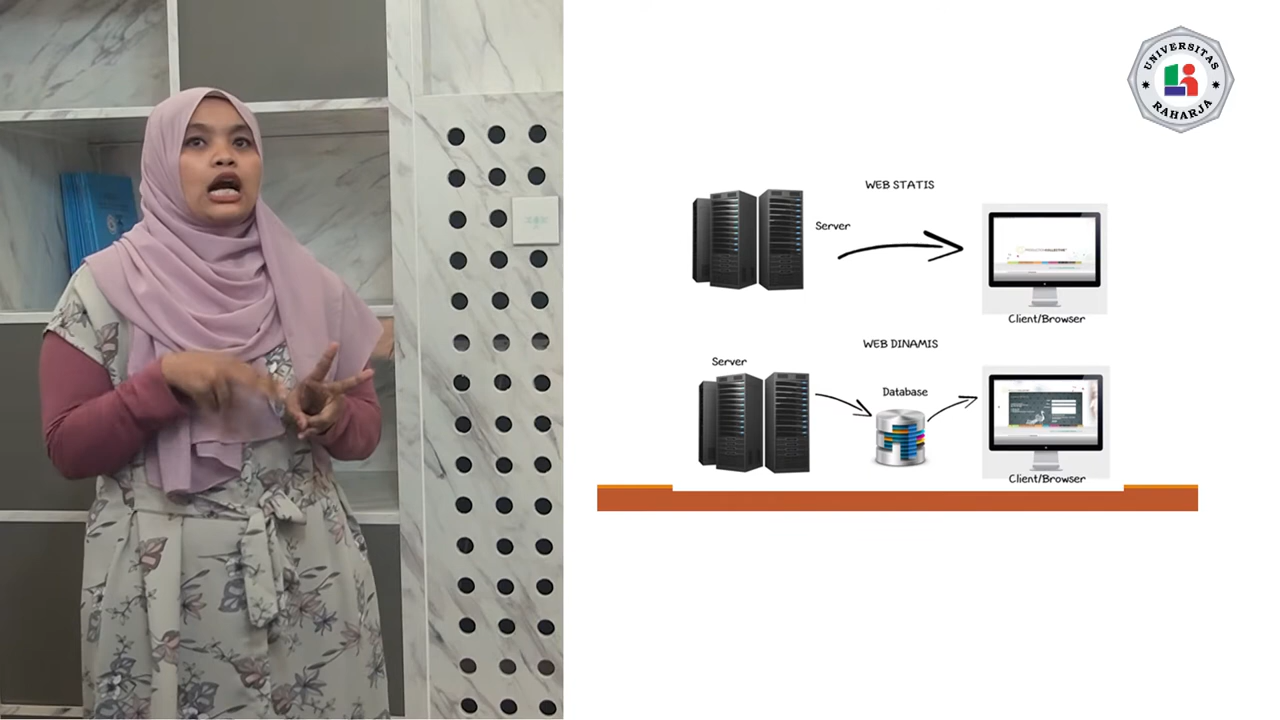 UNIVERSITAS
RAHARJA
WEB STATIS
Server
Client/Browser
WEB DINAMIS
Server
Database
Client/Browser